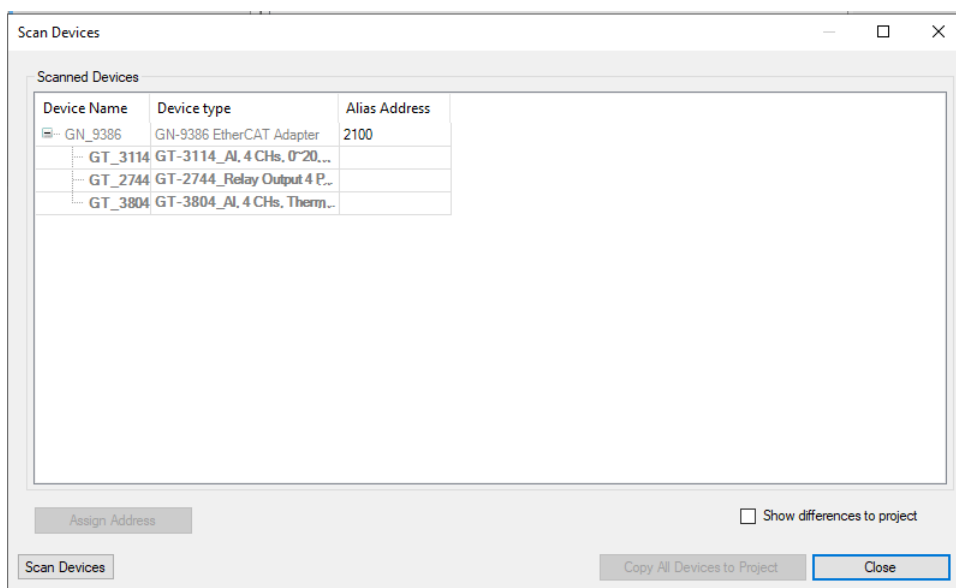 Scan Devices
Scanned Devices
Device Name Device type Alias Address
GN_9386 GN-9386 EtherCAT Adapter 2100
GT_3114 GT-3114_AI, 4 CHs, 0~20,...
GT_2744 GT-2744_Relay Output 4 P...
GT_3804 GT-3804_AI, 4 CHs, Therm...
Assign Address Show differences to project
Scan Devices Copy All Devices to Project Close